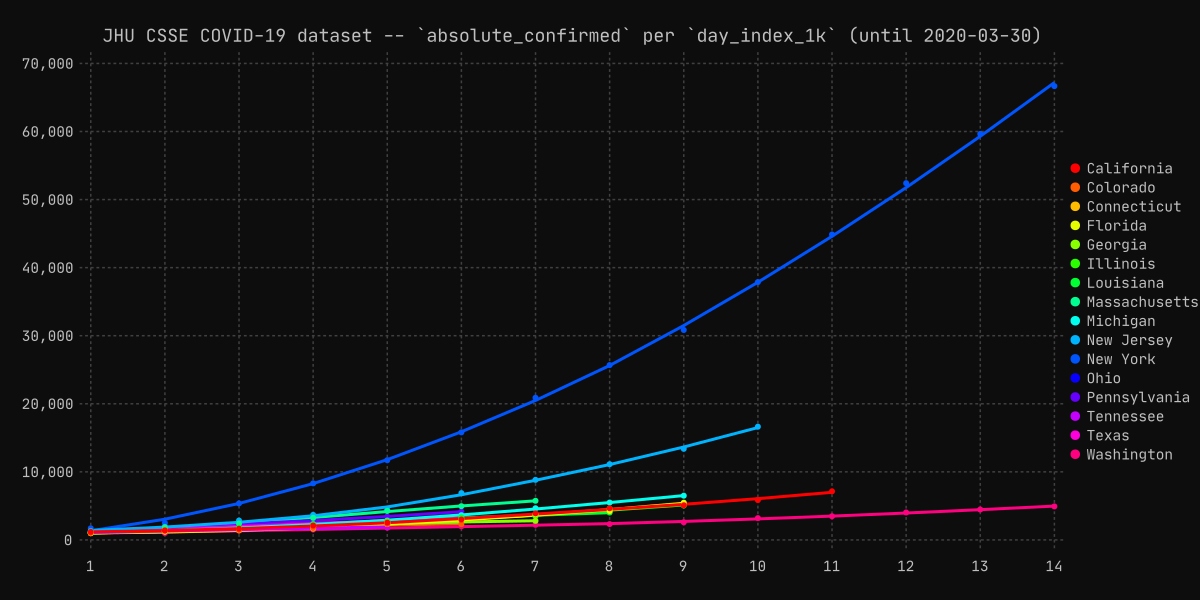 JHU CSSE COVID-19 dataset -- `absolute_confirmed` per `day_index_1k` (until 2020-03-30)
70,000
60,000
50,000
40,000
30,000
20,000
10,000
0
1 2 3 4 5 6 7 8 9 10 11 12 13 14
California
Colorado
Connecticut
Florida
Georgia
Illinois
Louisiana
Massachusetts
Michigan
New Jersey
New York
Ohio
Pennsylvania
Tennessee
Texas
Washington